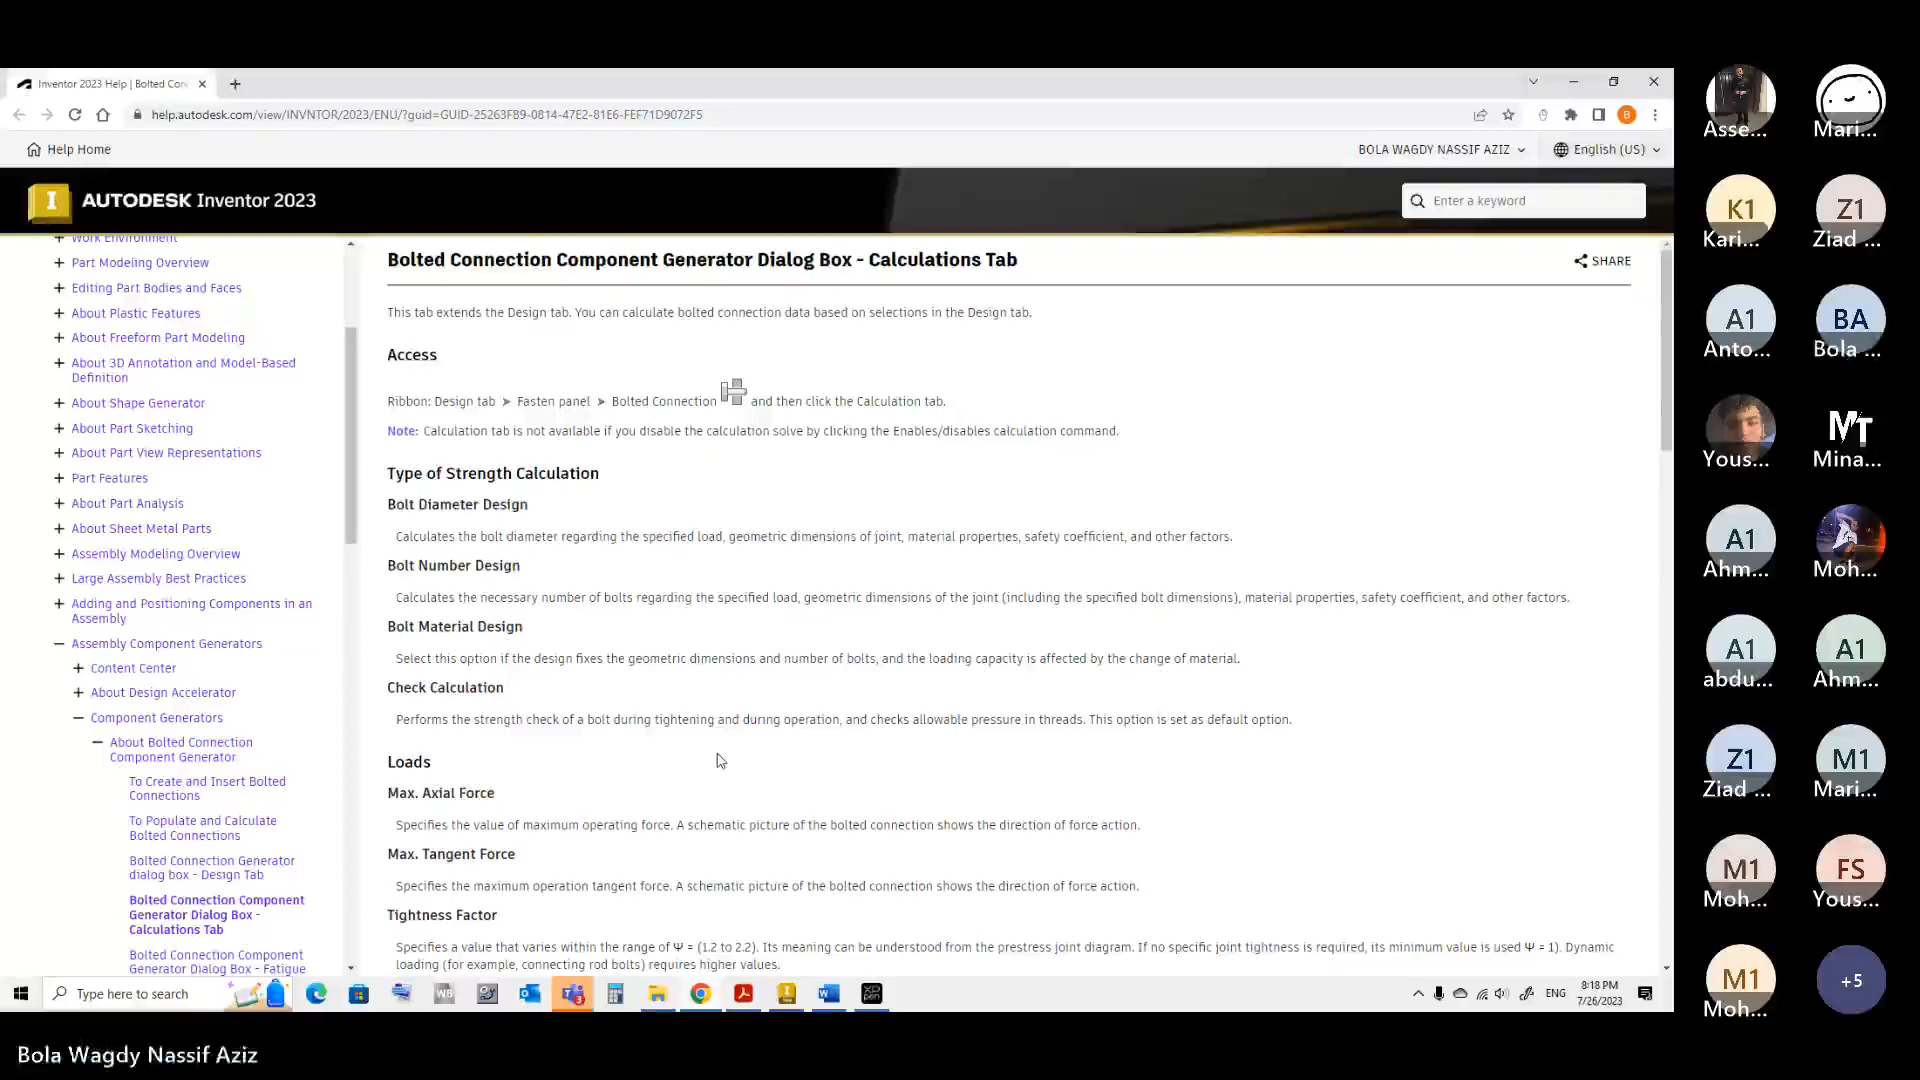 Inventor 2023 Help | Bolted Con
help.autodesk.com/view/INVNTOR/2023/ENU/?guid=GUID-25263FB9-0814-47E2-81E6-FEF71D9072F5
B
Help Home
BOLA WAGDY NASSIF AZIZ
English (US)
I
AUTODESK Inventor 2023
Enter a keyword
Work Environment
Part Modeling Overview
Editing Part Bodies and Faces
About Plastic Features
About Freeform Part Modeling
About 3D Annotation and Model-Based
Definition
About Shape Generator
About Part Sketching
About Part View Representations
Part Features
About Part Analysis
About Sheet Metal Parts
Assembly Modeling Overview
Large Assembly Best Practices
Adding and Positioning Components in an
Assembly
Assembly Component Generators
Content Center
About Design Accelerator
Component Generators
About Bolted Connection
Component Generator
To Create and Insert Bolted
Connections
To Populate and Calculate
Bolted Connections
Bolted Connection Generator
dialog box - Design Tab
Bolted Connection Component
Generator Dialog Box -
Calculations Tab
Bolted Connection Component
Generator Dialog Box - Fatigue
Bolted Connection Component Generator Dialog Box - Calculations Tab
SHARE
This tab extends the Design tab. You can calculate bolted connection data based on selections in the Design tab.
Access
Ribbon: Design tab ➤ Fasten panel ➤ Bolted Connection and then click the Calculation tab.
Note: Calculation tab is not available if you disable the calculation solve by clicking the Enables/disables calculation command.
Type of Strength Calculation
Bolt Diameter Design
Calculates the bolt diameter regarding the specified load, geometric dimensions of joint, material properties, safety coefficient, and other factors.
Bolt Number Design
Calculates the necessary number of bolts regarding the specified load, geometric dimensions of the joint (including the specified bolt dimensions), material properties, safety coefficient, and other factors.
Bolt Material Design
Select this option if the design fixes the geometric dimensions and number of bolts, and the loading capacity is affected by the change of material.
Check Calculation
Performs the strength check of a bolt during tightening and during operation, and checks allowable pressure in threads. This option is set as default option.
Loads
Max. Axial Force
Specifies the value of maximum operating force. A schematic picture of the bolted connection shows the direction of force action.
Max. Tangent Force
Specifies the maximum operation tangent force. A schematic picture of the bolted connection shows the direction of force action.
Tightness Factor
Specifies a value that varies within the range of Ψ = (1.2 to 2.2). Its meaning can be understood from the prestress joint diagram. If no specific joint tightness is required, its minimum value is used Ψ = 1). Dynamic
loading (for example, connecting rod bolts) requires higher values.
Type here to search
WB
3
W
XP
PEN
ENG
8:18 PM
7/26/2023
Asse...
Mari...
K1
Kari...
Z1
Ziad ...
A1
Anto...
BA
Bola ...
Yous...
MT
Mina...
A1
Ahm...
Moh...
A1
abdu...
A1
Ahm...
Z1
Ziad ...
M1
Mari...
M1
Moh...
FS
Yous...
M1
Moh...
+5
Bola Wagdy Nassif Aziz